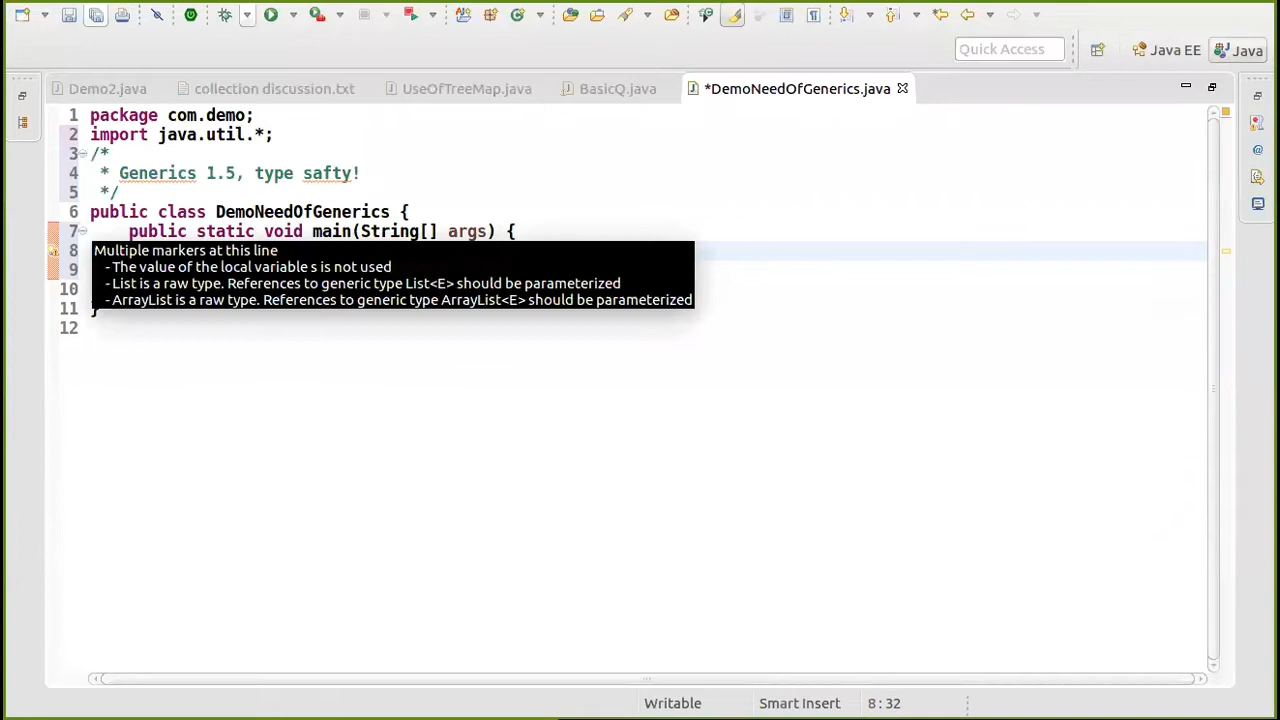 Quick Access
Java EE
Java
Demo2.java
collection discussion.txt
UseOfTreeMap.java
BasicQ.java
*DemoNeedOfGenerics.java
1 package com.demo;
2 import java.util.*;
3 /*
4 * Generics 1.5, type safty!
5 */
6 public class DemoNeedOfGenerics {
7 public static void main(String[] args) {
8
Multiple markers at this line
- The value of the local variable s is not used
9
- List is a raw type. References to generic type List<E> should be parameterized
10
- ArrayList is a raw type. References to generic type ArrayList<E> should be parameterized
11 }
12
Writable
Smart Insert
8 : 32